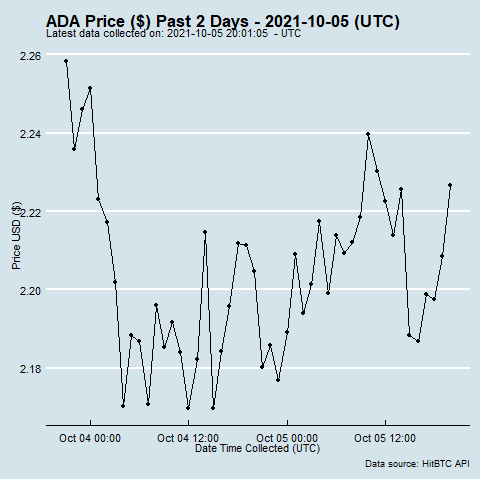 ADA Price ($) Past 2 Days - 2021-10-05 (UTC)
Latest data collected on: 2021-10-05 20:01:05 - UTC
2.26
2.24
2.22
2.20
2.18
Price USD ($)
Oct 04 00:00 Oct 04 12:00 Oct 05 00:00 Oct 05 12:00
Date Time Collected (UTC)
Data source: HitBTC API